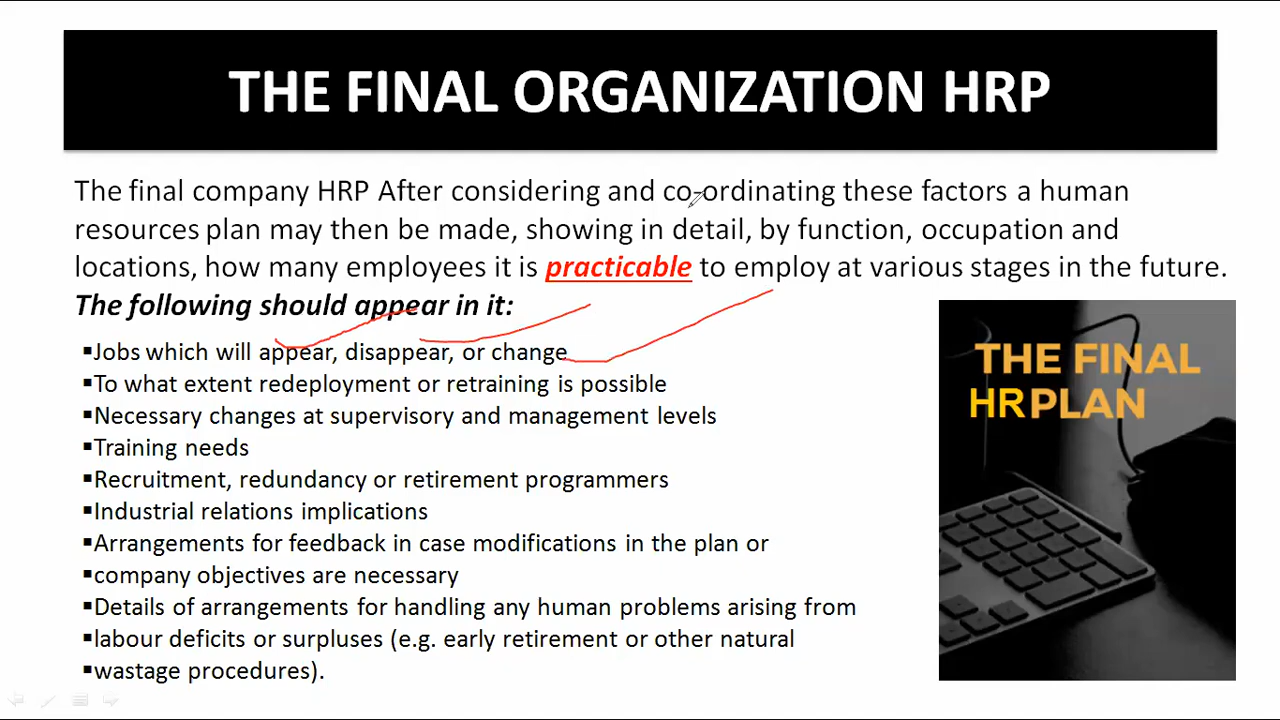 THE FINAL ORGANIZATION HRP
The final company HRP After considering and co-ordinating these factors a human
resources plan may then be made, showing in detail, by function, occupation and
locations, how many employees it is practicable to employ at various stages in the future.
The following should appear in it:
▪Jobs which will appear, disappear, or change
▪To what extent redeployment or retraining is possible
▪Necessary changes at supervisory and management levels
▪Training needs
▪Recruitment, redundancy or retirement programmers
▪Industrial relations implications
▪Arrangements for feedback in case modifications in the plan or
▪company objectives are necessary
▪Details of arrangements for handling any human problems arising from
▪labour deficits or surpluses (e.g. early retirement or other natural
▪wastage procedures).
THE FINAL
HR PLAN